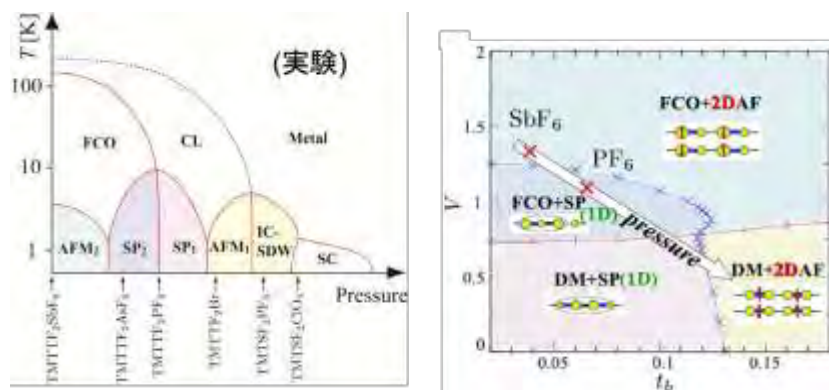 T [K]
(実験)
100
FCO
CL
Metal
10
AFM₂
SP₂
SP₁
AFM₁
IC-
SDW
SC
1
Pressure
TMTTF₂SbF₆
TMTTF₂AsF₆
TMTTF₂PF₆
TMTTF₂Br
TMTSF₂PF₆
TMTSF₂ClO₄
2
FCO+2DAF
SbF₆
1.5
PF₆
V
1
FCO+SP
(1D)
pressure
0.5
DM+SP(1D)
DM+2DAF
0
0.05
0.1
0.15
t_b